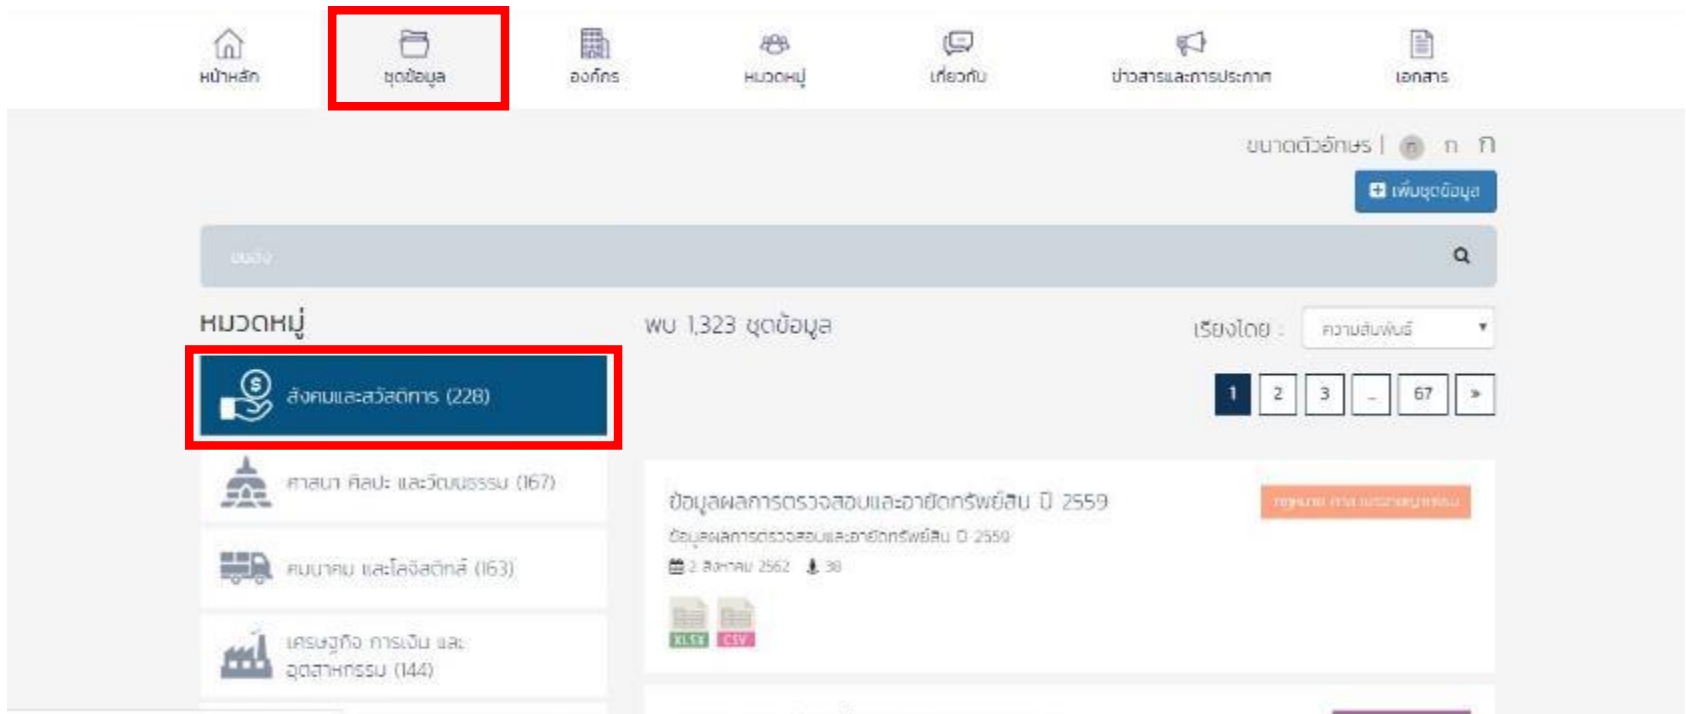 หน้าหลัก
ชุดข้อมูล
องค์กร
หมวดหมู่
เกี่ยวกับ
ข่าวสารและการประกาศ
เอกสาร
ขนาดตัวอักษร | ก ก ก
เพิ่มชุดข้อมูล
ขนส่ง
หมวดหมู่
พบ 1,323 ชุดข้อมูล
เรียงโดย : ความสัมพันธ์
สังคมและสวัสดิการ (228)
1 2 3 ... 67 »
ศาสนา ศิลปะ และวัฒนธรรม (167)
ข้อมูลผลการตรวจสอบและอายัดทรัพย์สิน ปี 2559
ข้อมูลผลการตรวจสอบและอายัดทรัพย์สิน ปี 2559
2 สิงหาคม 2562 38
คมนาคม และโลจิสติกส์ (163)
XLSX CSV
เศรษฐกิจ การเงิน และ
อุตสาหกรรม (144)